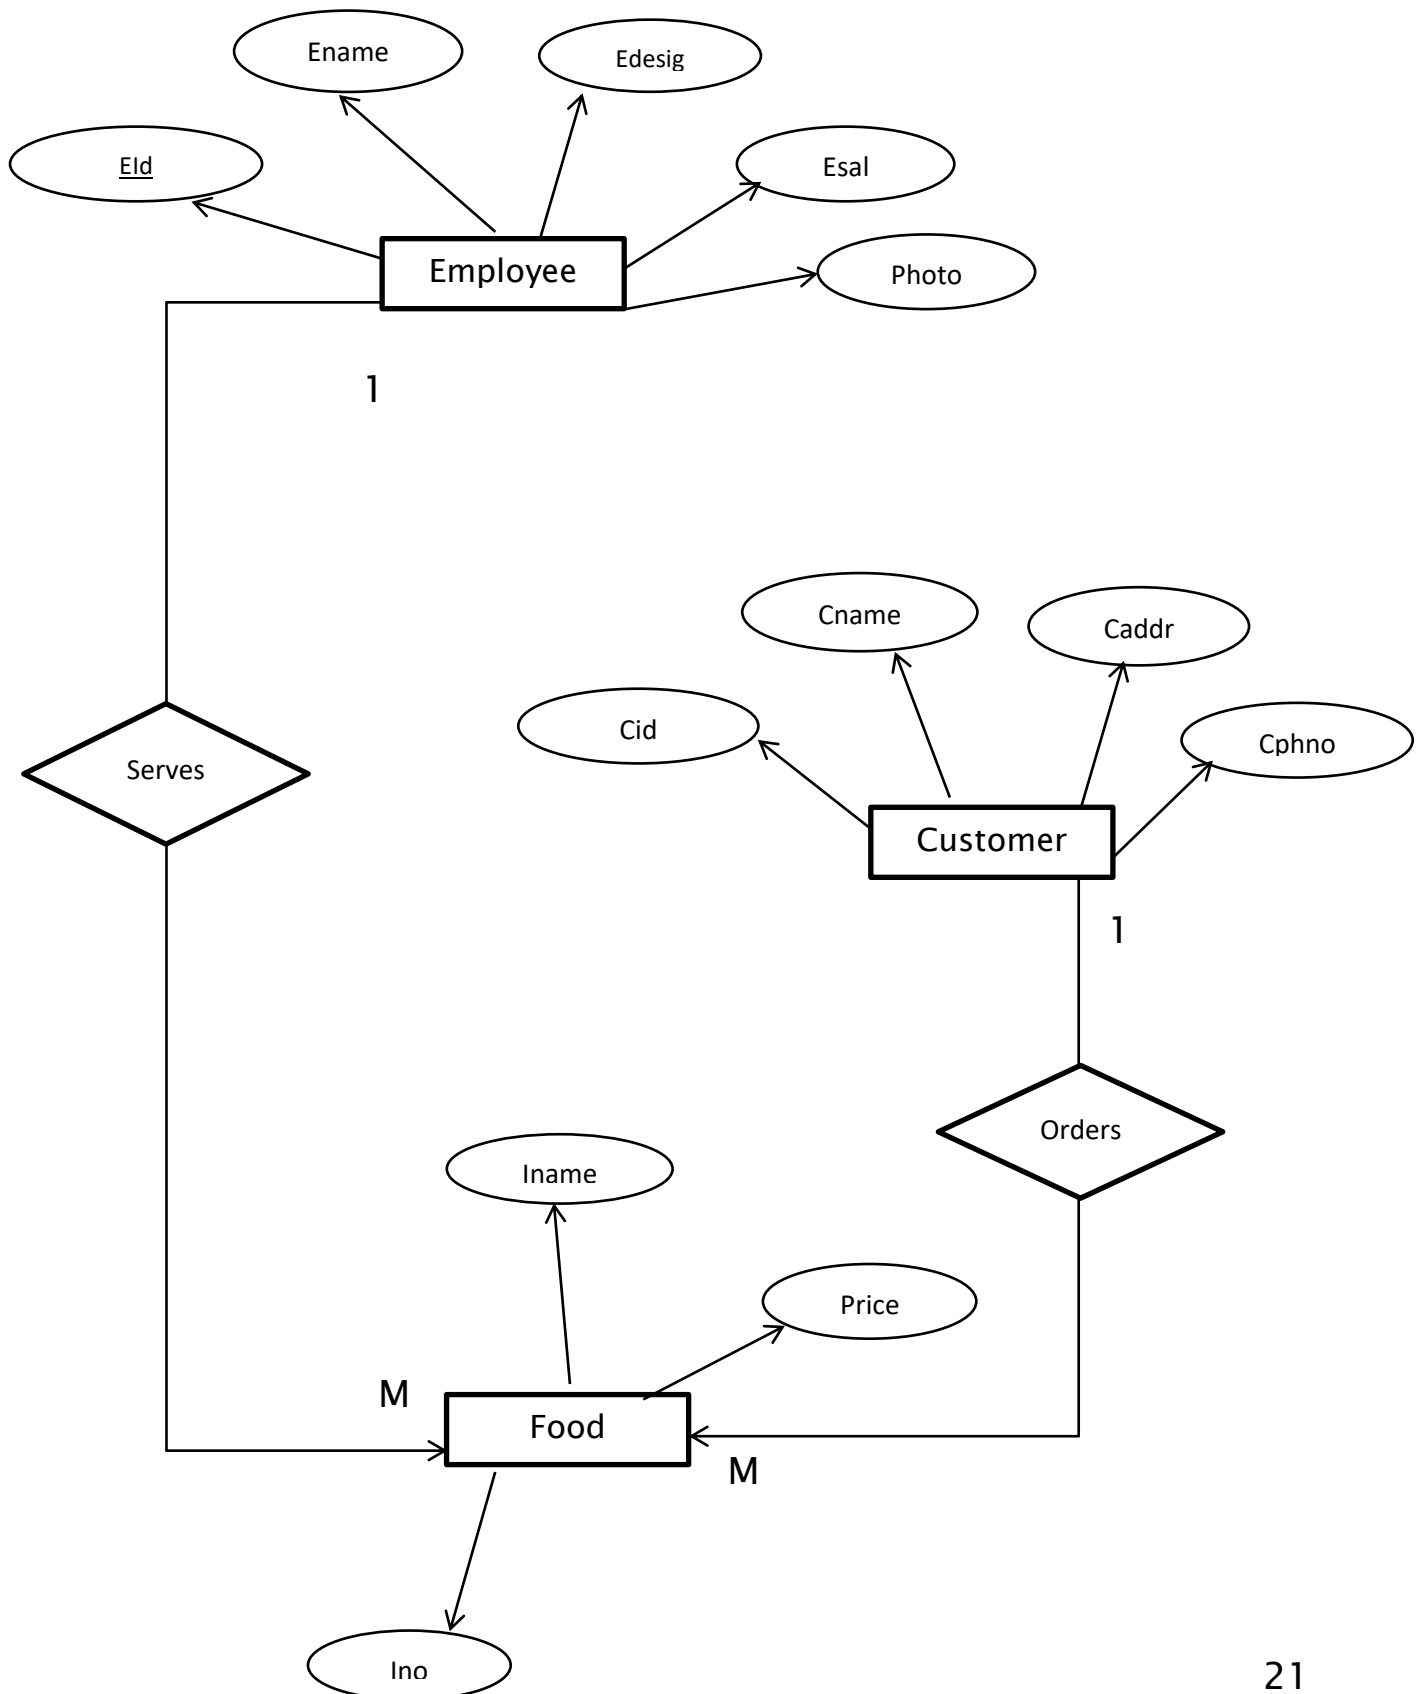 Ename
Edesig
EId
Esal
Employee
Photo
1
Cname
Caddr
Cid
Cphno
Serves
Customer
1
Orders
Iname
Price
M
Food
M
Ino
21